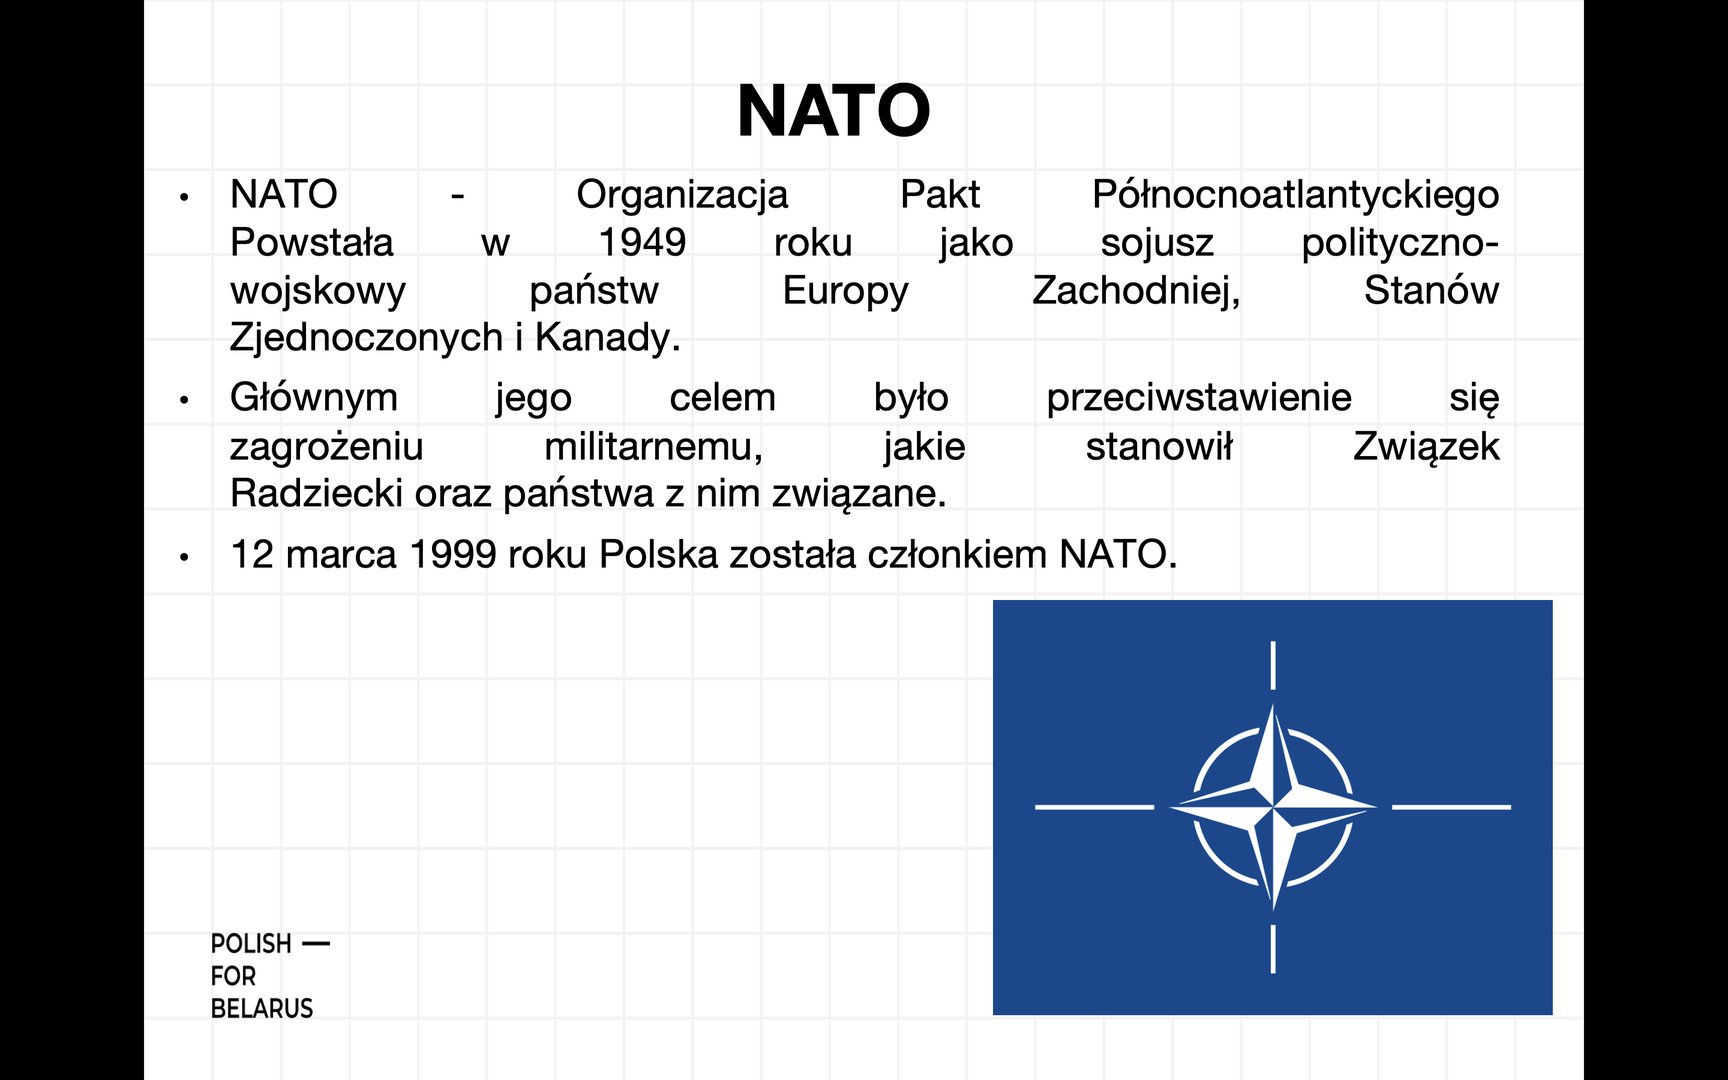 NATO
• NATO - Organizacja Pakt Północnoatlantyckiego
Powstała w 1949 roku jako sojusz polityczno-
wojskowy państw Europy Zachodniej, Stanów
Zjednoczonych i Kanady.
• Głównym jego celem było przeciwstawienie się
zagrożeniu militarnemu, jakie stanowił Związek
Radziecki oraz państwa z nim związane.
• 12 marca 1999 roku Polska została członkiem NATO.
POLISH —
FOR
BELARUS